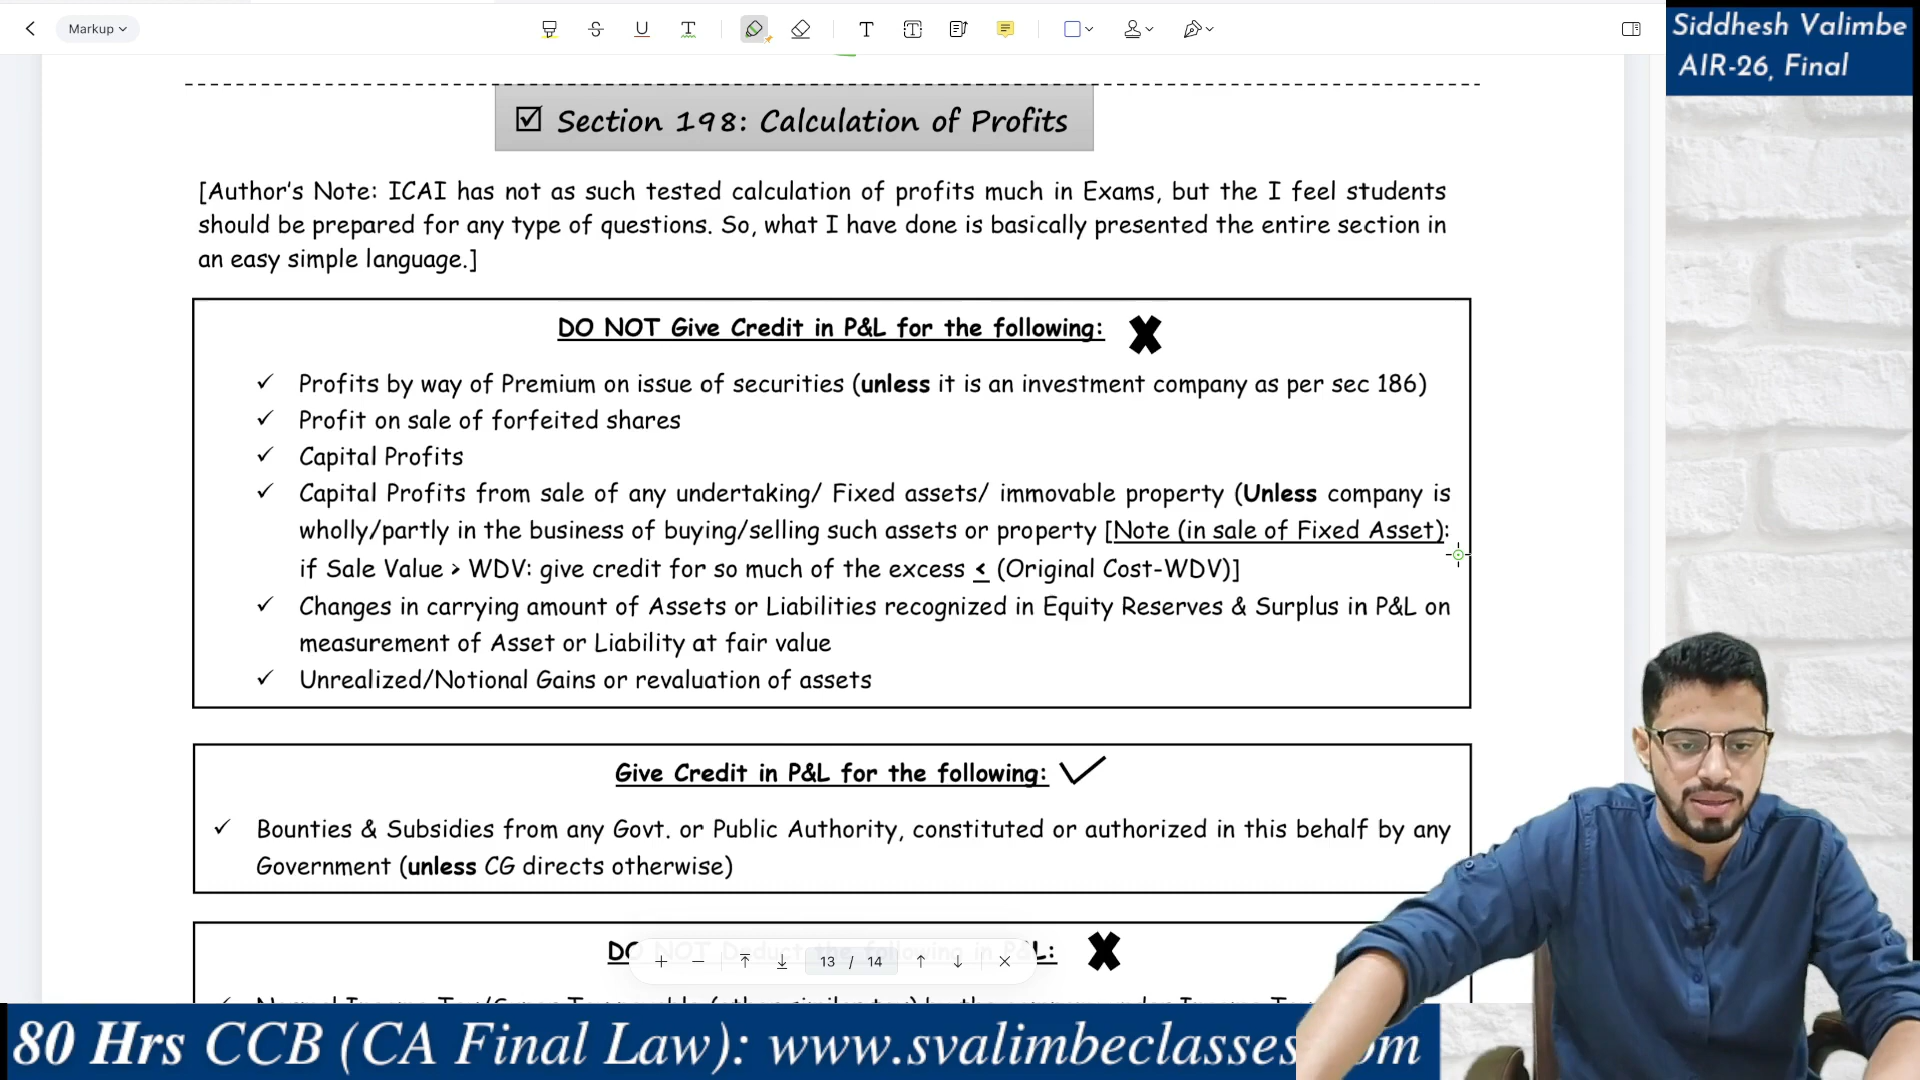 Markup
Siddhesh Valimbe
AIR-26, Final
Section 198: Calculation of Profits
[Author's Note: ICAI has not as such tested calculation of profits much in Exams, but the I feel students
should be prepared for any type of questions. So, what I have done is basically presented the entire section in
an easy simple language.]
DO NOT Give Credit in P&L for the following:
✓ Profits by way of Premium on issue of securities (unless it is an investment company as per sec 186)
✓ Profit on sale of forfeited shares
✓ Capital Profits
✓ Capital Profits from sale of any undertaking/ Fixed assets/ immovable property (Unless company is
wholly/partly in the business of buying/selling such assets or property [Note (in sale of Fixed Asset):
if Sale Value > WDV: give credit for so much of the excess < (Original Cost-WDV)]
✓ Changes in carrying amount of Assets or Liabilities recognized in Equity Reserves & Surplus in P&L on
measurement of Asset or Liability at fair value
✓ Unrealized/Notional Gains or revaluation of assets
Give Credit in P&L for the following:
✓ Bounties & Subsidies from any Govt. or Public Authority, constituted or authorized in this behalf by any
Government (unless CG directs otherwise)
DO NOT Deduct the following in P&L:
13 / 14
80 Hrs CCB (CA Final Law): www.svalimbeclasses.com